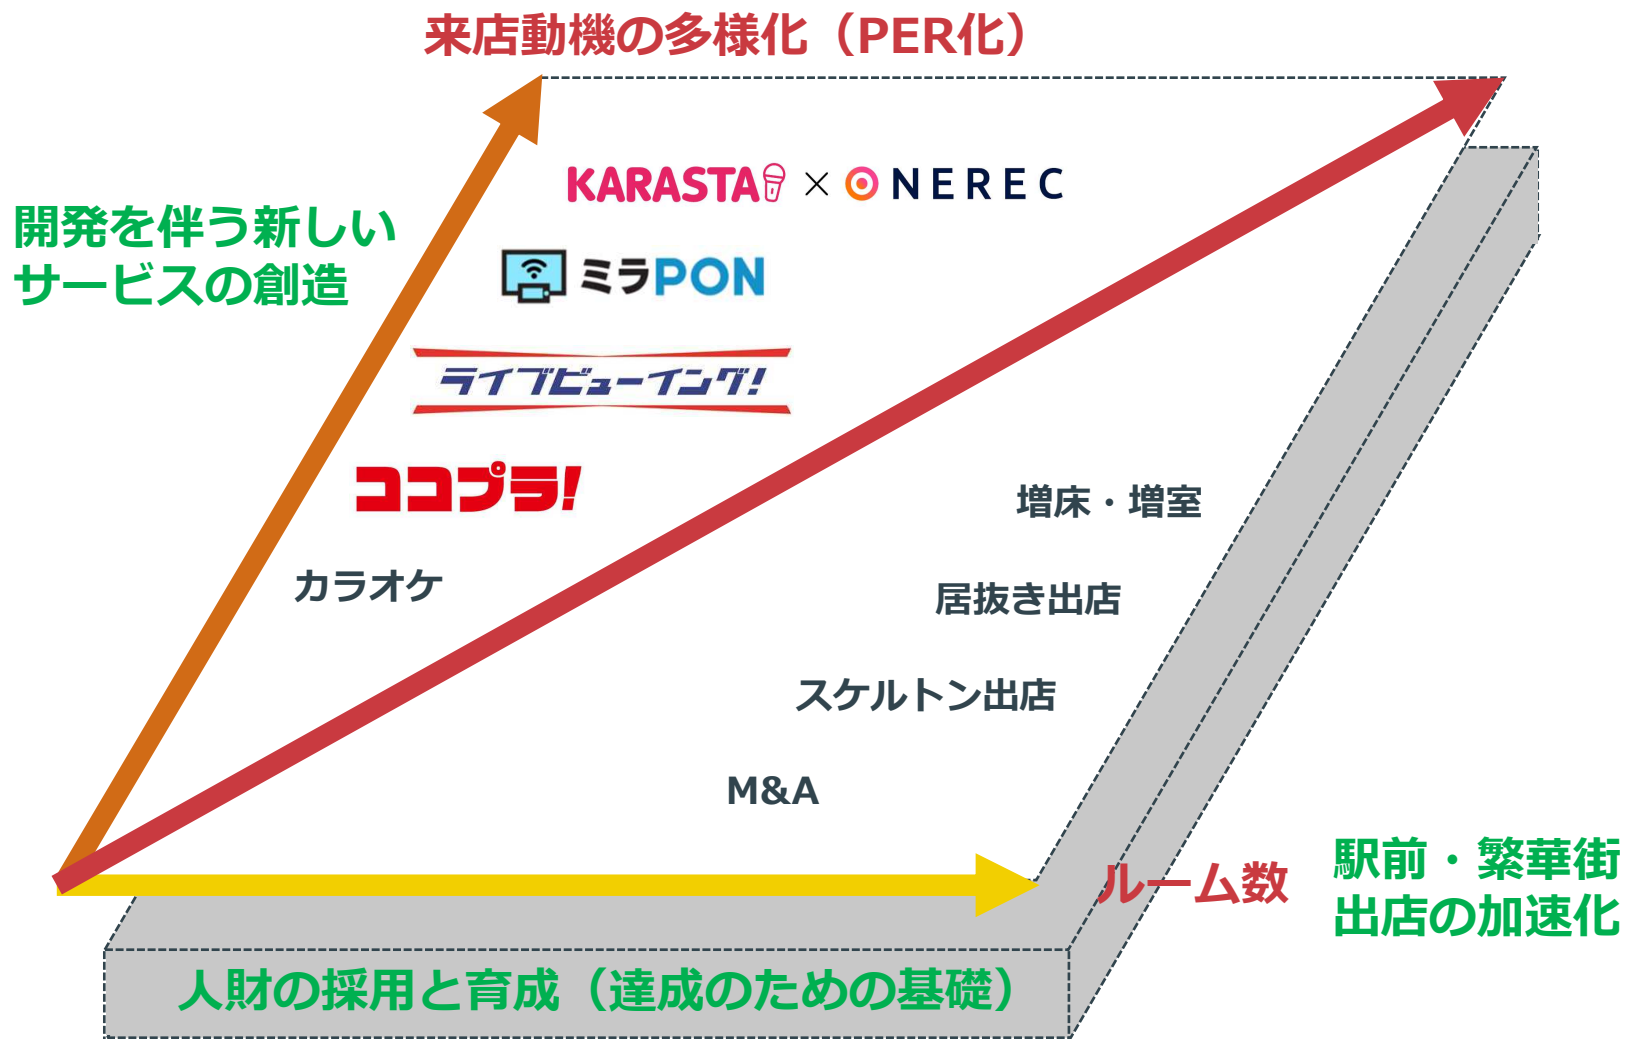 来店動機の多様化（PER化）
KARASTA × ONEREC
開発を伴う新しい
サービスの創造
ミラPON
ライブビューイング!
ココプラ!
カラオケ
増床・増室
居抜き出店
スケルトン出店
M&A
ルーム数
駅前・繁華街
出店の加速化
人財の採用と育成（達成のための基礎）